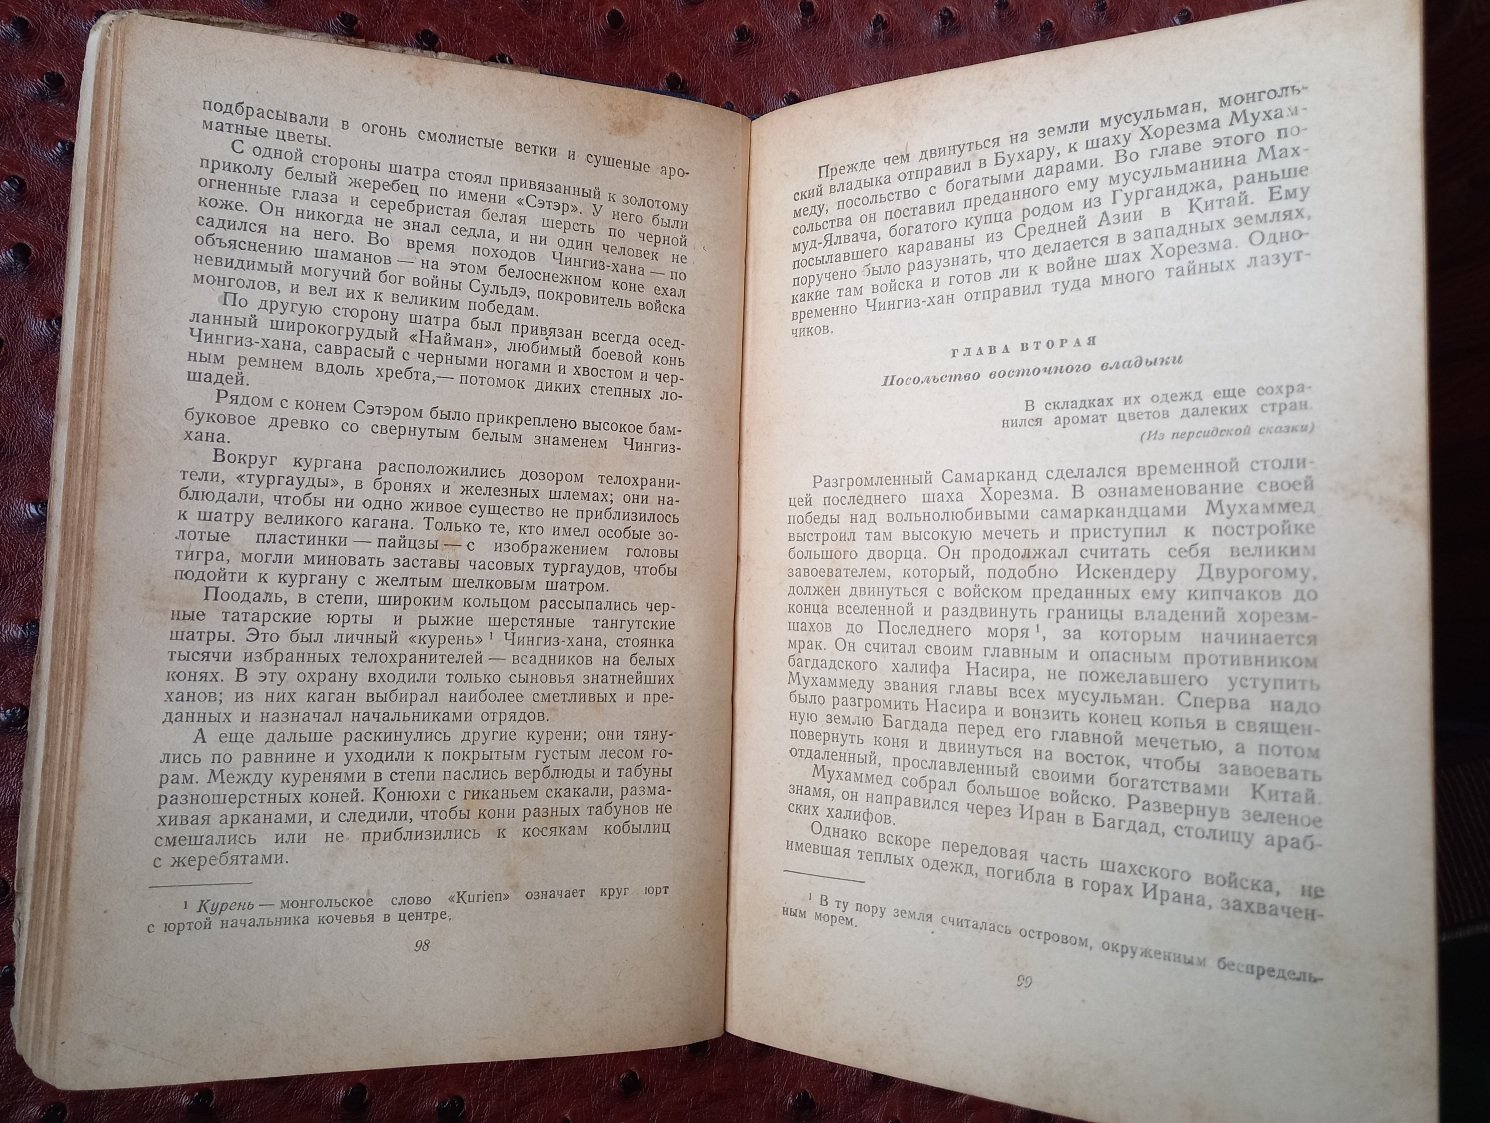 подбрасывали в огонь смолистые ветки и сушеные аро-
матные цветы.
С одной стороны шатра стоял привязанный к золотому
приколу белый жеребец по имени «Сэтэр». У него были
огненные глаза и серебристая белая шерсть по черной
коже. Он никогда не знал седла, и ни один человек не
садился на него. Во время походов Чингиз-хана — по
объяснению шаманов — на этом белоснежном коне ехал
невидимый могучий бог войны Сульдэ, покровитель войска
монголов, и вел их к великим победам.
По другую сторону шатра был привязан всегда осед-
ланный широкогрудый «Найман», любимый боевой конь
Чингиз-хана, саврасый с черными ногами и хвостом и чер-
ным ремнем вдоль хребта,— потомок диких степных ло-
шадей.
Рядом с конем Сэтэром было прикреплено высокое бам-
буковое древко со свернутым белым знаменем Чингиз-
хана.
Вокруг кургана расположились дозором телохрани-
тели, «тургауды», в бронях и железных шлемах; они на-
блюдали, чтобы ни одно живое существо не приблизилось
к шатру великого кагана. Только те, кто имел особые зо-
лотые пластинки — пайцзы — с изображением головы
тигра, могли миновать заставы часовых тургаудов, чтобы
подойти к кургану с желтым шелковым шатром.
Поодаль, в степи, широким кольцом рассыпались чер-
ные татарские юрты и рыжие шерстяные тангутские
шатры. Это был личный «курень» ¹ Чингиз-хана, стоянка
тысячи избранных телохранителей — всадников на белых
конях. В эту охрану входили только сыновья знатнейших
ханов; из них каган выбирал наиболее сметливых и пре-
данных и назначал начальниками отрядов.
А еще дальше раскинулись другие курени; они тяну-
лись по равнине и уходили к покрытым густым лесом го-
рам. Между куренями в степи паслись верблюды и табуны
разношерстных коней. Конюхи с гиканьем скакали, разма-
хивая арканами, и следили, чтобы кони разных табунов не
смешались или не приблизились к косякам кобылиц
с жеребятами.
¹ Курень — монгольское слово «Kurien» означает круг юрт
с юртой начальника кочевья в центре.
98
Прежде чем двинуться на земли мусульман, монголь-
ский владыка отправил в Бухару, к шаху Хорезма Мухам-
меду, посольство с богатыми дарами. Во главе этого по-
сольства он поставил преданного ему мусульманина Мах-
муд-Ялвача, богатого купца родом из Гурганджа, раньше
посылавшего караваны из Средней Азии в Китай. Ему
поручено было разузнать, что делается в западных землях,
какие там войска и готов ли к войне шах Хорезма. Одно-
временно Чингиз-хан отправил туда много тайных лазут-
чиков.
ГЛАВА ВТОРАЯ
Посольство восточного владыки
В складках их одежд еще сохра-
нился аромат цветов далеких стран.
(Из персидской сказки)
Разгромленный Самарканд сделался временной столи-
цей последнего шаха Хорезма. В ознаменование своей
победы над вольнолюбивыми самаркандцами Мухаммед
выстроил там высокую мечеть и приступил к постройке
большого дворца. Он продолжал считать себя великим
завоевателем, который, подобно Искендеру Двурогому,
должен двинуться с войском преданных ему кипчаков до
конца вселенной и раздвинуть границы владений хорезм-
шахов до Последнего моря ¹, за которым начинается
мрак. Он считал своим главным и опасным противником
багдадского халифа Насира, не пожелавшего уступить
Мухаммеду звания главы всех мусульман. Сперва надо
было разгромить Насира и вонзить конец копья в священ-
ную землю Багдада перед его главной мечетью, а потом
повернуть коня и двинуться на восток, чтобы завоевать
отдаленный, прославленный своими богатствами Китай.
Мухаммед собрал большое войско. Развернув зеленое
знамя, он направился через Иран в Багдад, столицу араб-
ских халифов.
Однако вскоре передовая часть шахского войска, не
имевшая теплых одежд, погибла в горах Ирана, захвачен-
¹ В ту пору земля считалась островом, окруженным беспредель-
ным морем.
99